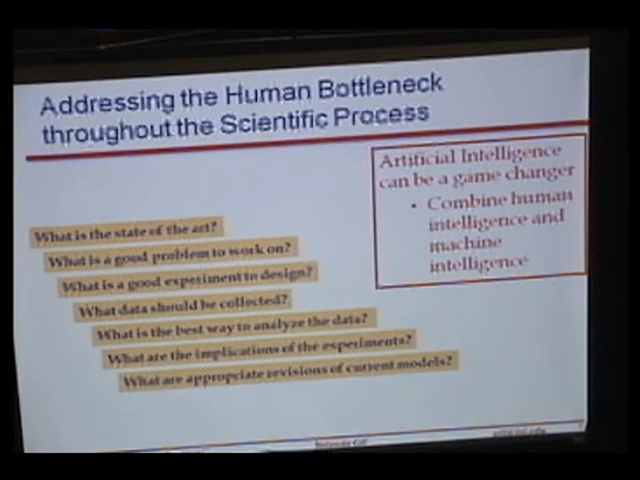 Addressing the Human Bottleneck
throughout the Scientific Process
Artificial Intelligence
can be a game changer
• Combine human
intelligence and
machine
intelligence
What is the state of the art?
What is a good problem to work on?
What is a good experiment to design?
What data should be collected?
What is the best way to analyze the data?
What are the implications of the experiments?
What are appropriate revisions of current models?